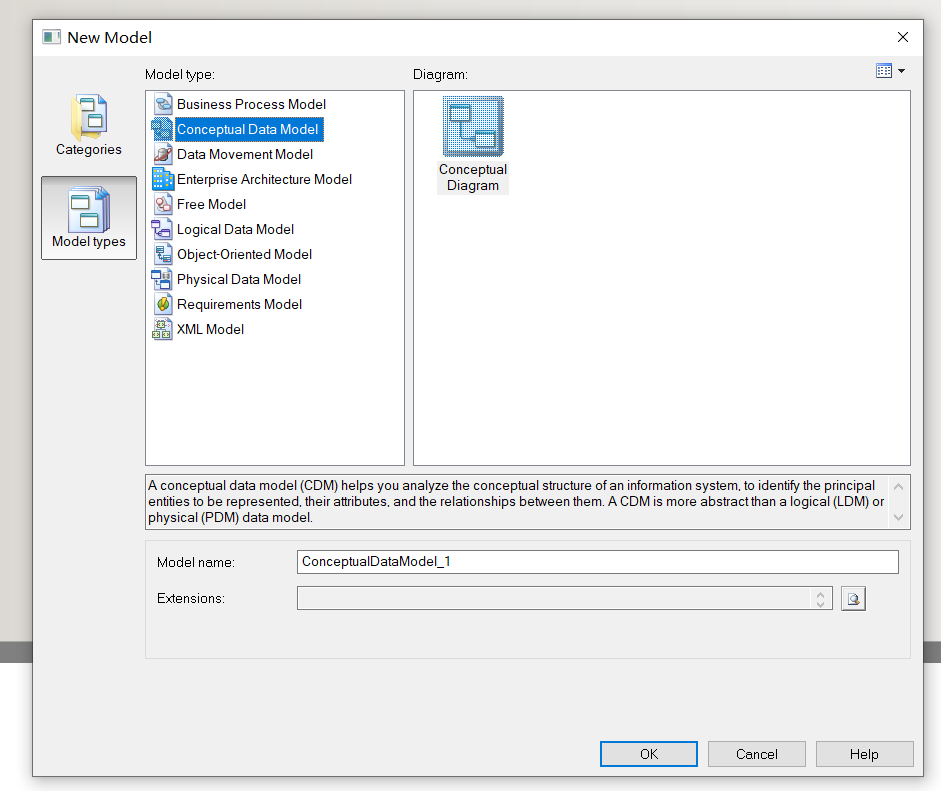 New Model
Model type:
Diagram:
Categories
Model types
Business Process Model
Conceptual Data Model
Data Movement Model
Enterprise Architecture Model
Free Model
Logical Data Model
Object-Oriented Model
Physical Data Model
Requirements Model
XML Model
Conceptual
Diagram
A conceptual data model (CDM) helps you analyze the conceptual structure of an information system, to identify the principal
entities to be represented, their attributes, and the relationships between them. A CDM is more abstract than a logical (LDM) or
physical (PDM) data model.
Model name:
ConceptualDataModel_1
Extensions:
OK
Cancel
Help